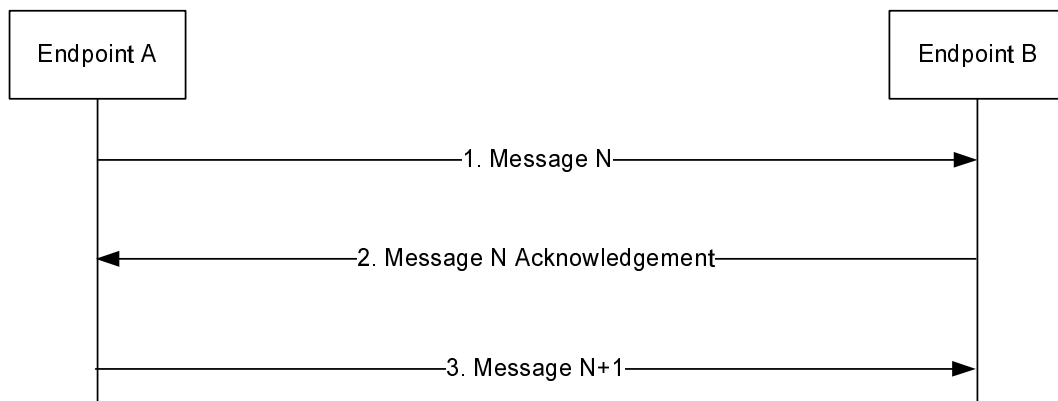 Endpoint A
Endpoint B
1. Message N
2. Message N Acknowledgement
3. Message N+1